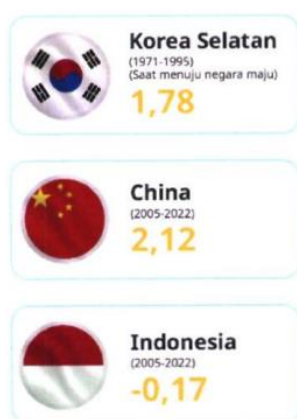 Korea Selatan
(1971-1995)
(Saat menuju negara maju)
1,78
China
(2005-2022)
2,12
Indonesia
(2005-2022)
-0,17